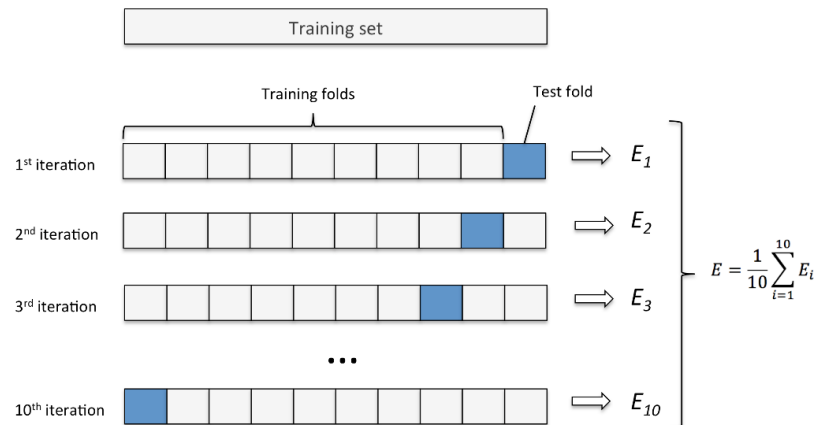 Training set
Training folds
Test fold
1st iteration
E1
2nd iteration
E2
E = 1/10 ∑_{i=1}^{10} E_i
3rd iteration
E3
...
10th iteration
E10